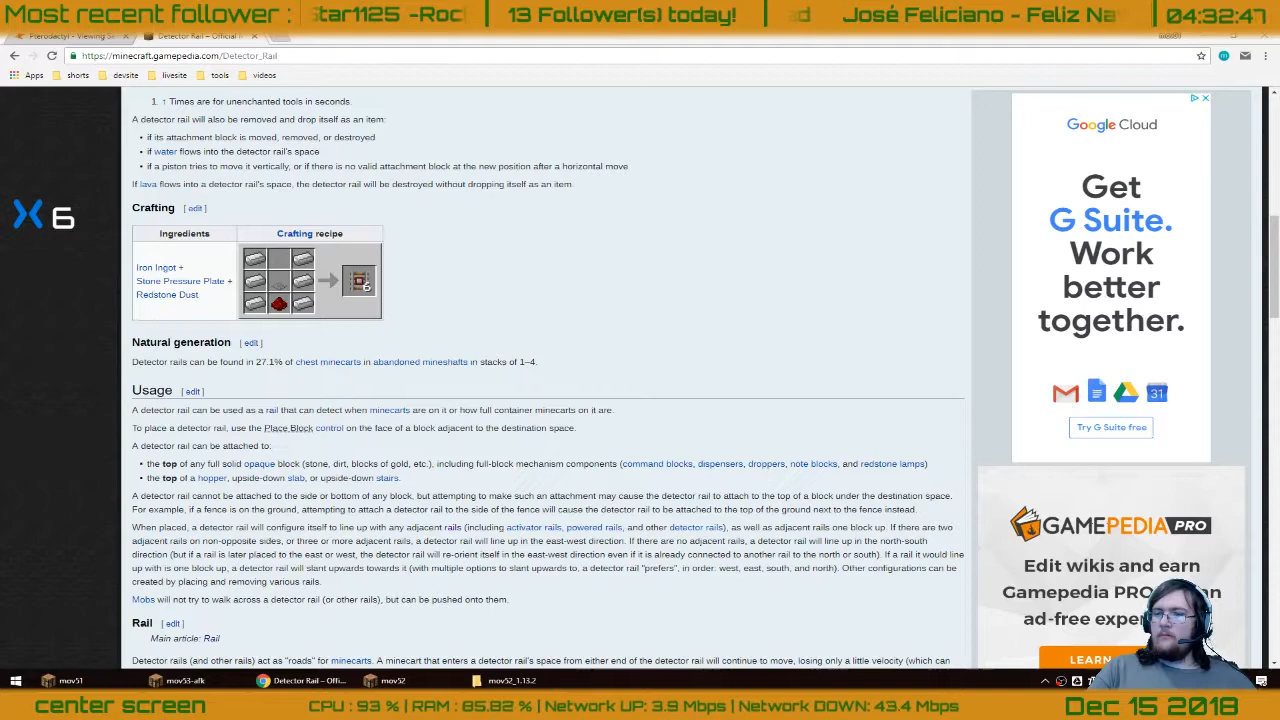 Most recent follower : Star1125 -Roc 13 Follower(s) today! ed José Feliciano - Feliz Na 04:32:47
Pterodactyl - Viewing Se Detector Rail – Official
https://minecraft.gamepedia.com/Detector_Rail
Apps shorts devsite livesite tools videos
1. ↑ Times are for unenchanted tools in seconds.
A detector rail will also be removed and drop itself as an item:
• if its attachment block is moved, removed, or destroyed
• if water flows into the detector rail's space
• if a piston tries to move it vertically, or if there is no valid attachment block at the new position after a horizontal move
If lava flows into a detector rail's space, the detector rail will be destroyed without dropping itself as an item.
6
Crafting [ edit ]
Ingredients Crafting recipe
Iron Ingot +
Stone Pressure Plate +
Redstone Dust
6
Natural generation [ edit ]
Detector rails can be found in 27.1% of chest minecarts in abandoned mineshafts in stacks of 1–4.
Usage [ edit ]
A detector rail can be used as a rail that can detect when minecarts are on it or how full container minecarts on it are.
To place a detector rail, use the Place Block control on the face of a block adjacent to the destination space.
A detector rail can be attached to:
• the top of any full solid opaque block (stone, dirt, blocks of gold, etc.), including full-block mechanism components (command blocks, dispensers, droppers, note blocks, and redstone lamps)
• the top of a hopper, upside-down slab, or upside-down stairs.
A detector rail cannot be attached to the side or bottom of any block, but attempting to make such an attachment may cause the detector rail to attach to the top of a block under the destination space.
For example, if a fence is on the ground, attempting to attach a detector rail to the side of the fence will cause the detector rail to be attached to the top of the ground next to the fence instead.
When placed, a detector rail will configure itself to line up with any adjacent rails (including activator rails, powered rails, and other detector rails), as well as adjacent rails one block up. If there are two
adjacent rails on non-opposite sides, or three or more adjacent rails, a detector rail will line up in the east-west direction. If there are no adjacent rails, a detector rail will line up in the north-south
direction (but if a rail is later placed to the east or west, the detector rail will re-orient itself in the east-west direction even if it is already connected to another rail to the north or south). If a rail it would line
up with is one block up, a detector rail will slant upwards towards it (with multiple options to slant upwards to, a detector rail "prefers", in order: west, east, south, and north). Other configurations can be
created by placing and removing various rails.
Mobs will not try to walk across a detector rail (or other rails), but can be pushed onto them.
Rail [ edit ]
Main article: Rail
Detector rails (and other rails) act as "roads" for minecarts. A minecart that enters a detector rail's space from either end of the detector rail will continue to move, losing only a little velocity (which can
Google Cloud
Get
G Suite.
Work
better
together.
31
Try G Suite free
GAMEPEDIA PRO
Edit wikis and earn
Gamepedia PRO
ad-free expe
LEARN
mov51 mov53-afk Detector Rail – Offi... mov52 mov52_1.13.2
center screen CPU : 93 % | RAM : 85.82 % | Network UP: 3.9 Mbps | Network DOWN: 43.4 Mbps Dec 15 2018